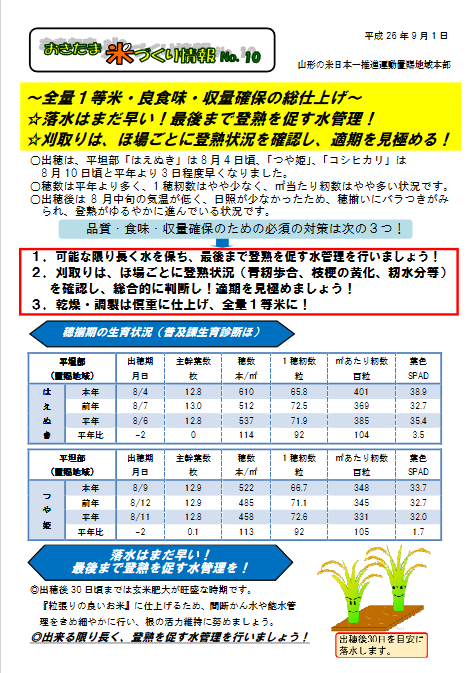 おきたま米づくり情報 No.10
平成26年9月1日
山形の米日本一推進運動置賜地域本部
～全量1等米・良食味・収量確保の総仕上げ～
☆落水はまだ早い！最後まで登熟を促す水管理！
☆刈取りは、ほ場ごとに登熟状況を確認し、適期を見極める！
○出穂は、平坦部「はえぬき」は8月4日頃、「つや姫」、「コシヒカリ」は
8月10日頃と平年より3日程度早くなりました。
○穂数は平年より多く、1穂籾数はやや少なく、㎡当たり籾数はやや多い状況です。
○出穂後は8月中旬の気温が低く、日照が少なかったため、穂揃いにバラつきがみ
られ、登熟がゆるやかに進んでいる状況です。
品質・食味・収量確保のための必須の対策は次の3つ！
1．可能な限り長く水を保ち、最後まで登熟を促す水管理を行いましょう！
2．刈取りは、ほ場ごとに登熟状況（青籾歩合、枝梗の黄化、籾水分等）
を確認し、総合的に判断し！適期を見極めましょう！
3．乾燥・調製は慎重に仕上げ、全量1等米に！
穂揃期の生育状況（普及課生育診断ほ）
平坦部 出穂期 主幹葉数 穂数 1穂籾数 ㎡あたり籾数 葉色
（置賜地域） 月日 枚 本/㎡ 粒 百粒 SPAD
はえぬき
本年 8/4 12.8 610 65.8 401 38.9
前年 8/7 13.0 512 72.5 369 32.7
平年 8/6 12.8 537 71.9 385 35.4
平年比 -2 0 114 92 104 3.5
平坦部 出穂期 主幹葉数 穂数 1穂籾数 ㎡あたり籾数 葉色
（置賜地域） 月日 枚 本/㎡ 粒 百粒 SPAD
つや姫
本年 8/9 12.9 522 66.7 348 33.7
前年 8/12 12.9 485 71.1 345 32.7
平年 8/11 12.8 458 72.6 331 32.0
平年比 -2 0.1 113 92 105 1.7
落水はまだ早い！
最後まで登熟を促す水管理を！
◎出穂後30日頃までは玄米肥大が旺盛な時期です。
『粒張りの良いお米』に仕上げるため、間断かん水や飽水管
理をきめ細やかに行い、根の活力維持に努めましょう。
◎出来る限り長く、登熟を促す水管理を行いましょう！
出穂後30日を目安に
落水します。